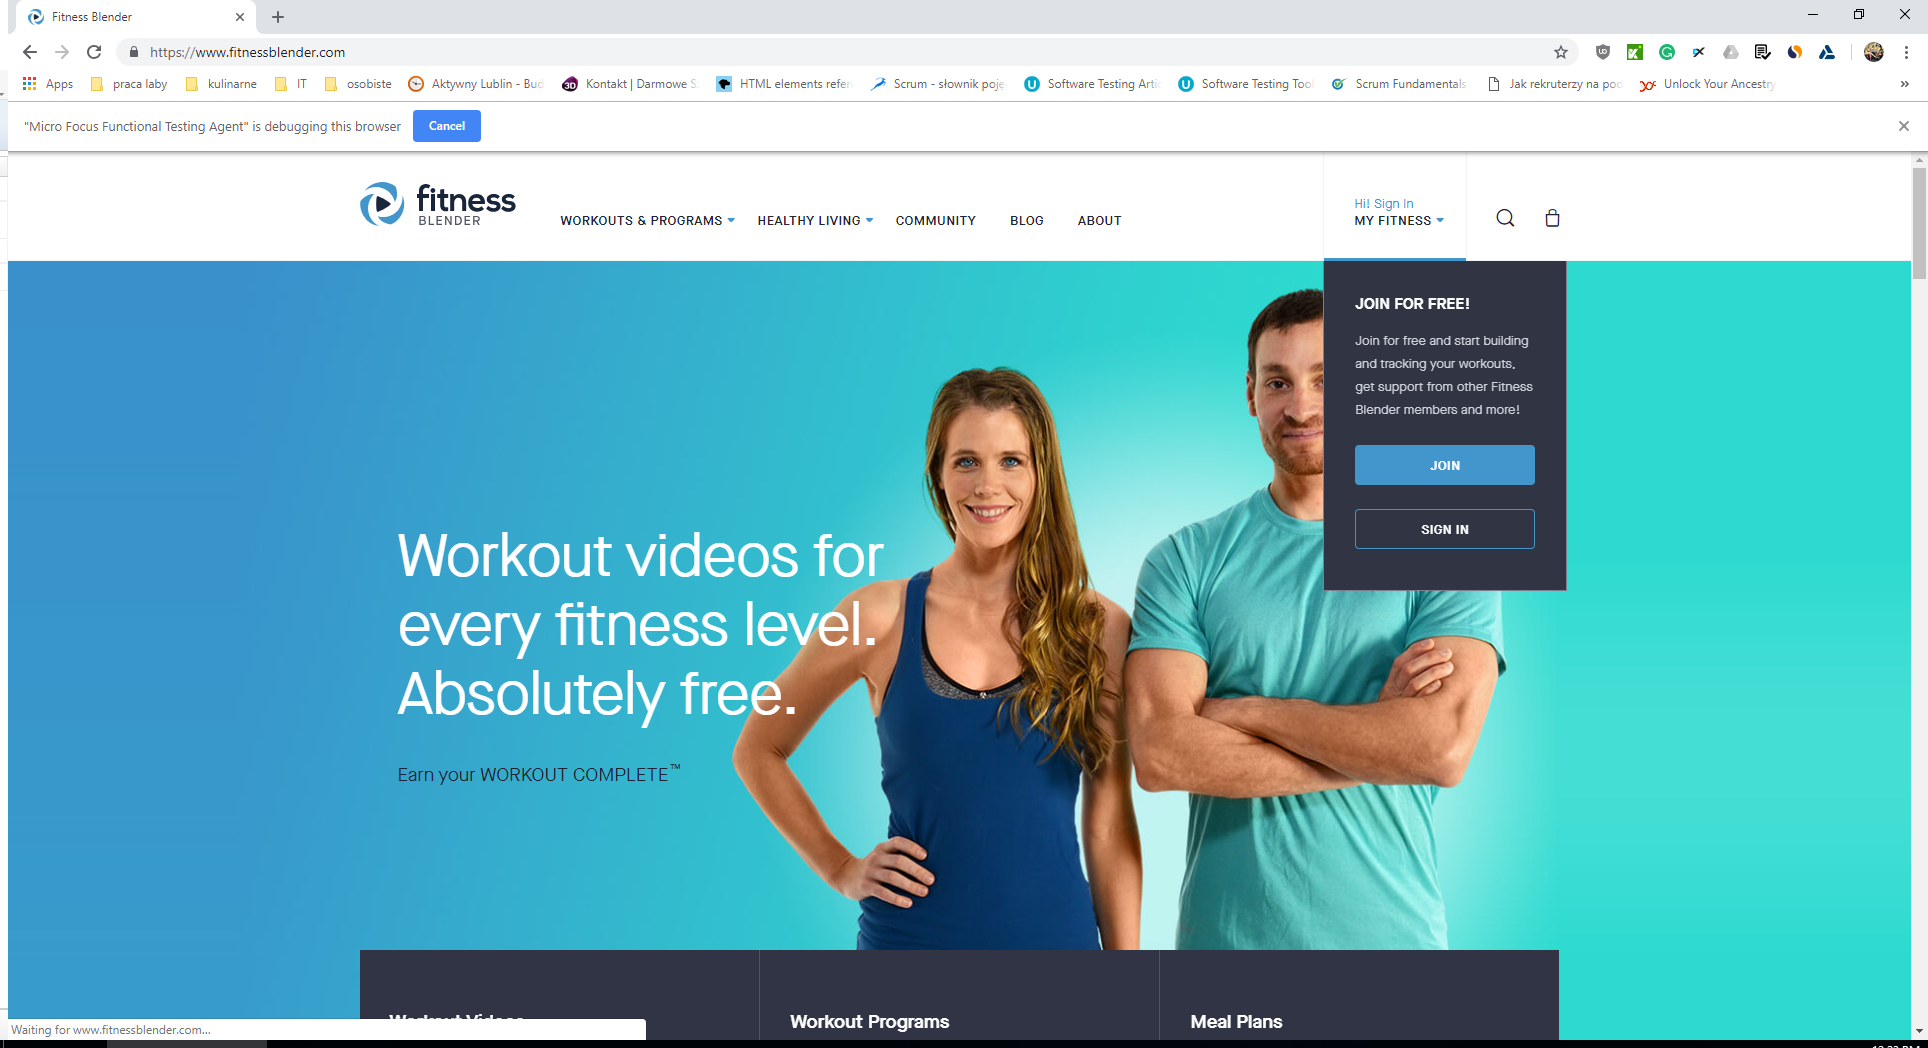 Fitness Blender
https://www.fitnessblender.com
Apps
praca laby
kulinarne
IT
osobiste
Aktywny Lublin - Bud
Kontakt | Darmowe S
HTML elements refer
Scrum - słownik poję
Software Testing Artic
Software Testing Tool
Scrum Fundamentals
Jak rekruterzy na pod
Unlock Your Ancestry
»
"Micro Focus Functional Testing Agent" is debugging this browser
Cancel
fitness
BLENDER
WORKOUTS & PROGRAMS
HEALTHY LIVING
COMMUNITY
BLOG
ABOUT
Hi! Sign In
MY FITNESS
JOIN FOR FREE!
Join for free and start building
and tracking your workouts,
get support from other Fitness
Blender members and more!
JOIN
SIGN IN
Workout videos for
every fitness level.
Absolutely free.
Earn your WORKOUT COMPLETE™
Workout Videos
Workout Programs
Meal Plans
Waiting for www.fitnessblender.com...